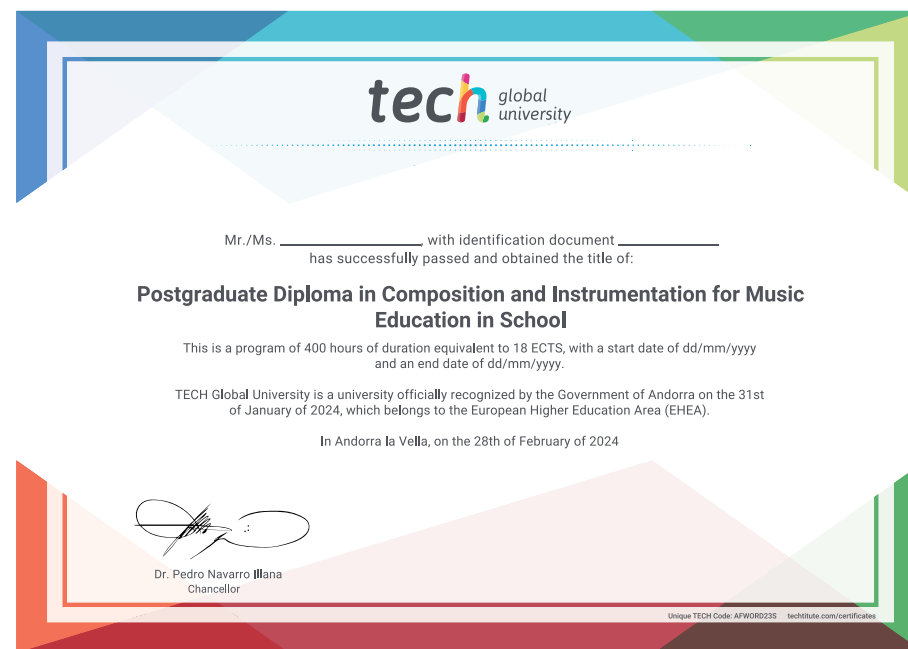 tech global
university
Mr./Ms. ____________________, with identification document ______________
has successfully passed and obtained the title of:
Postgraduate Diploma in Composition and Instrumentation for Music
Education in School
This is a program of 400 hours of duration equivalent to 18 ECTS, with a start date of dd/mm/yyyy
and an end date of dd/mm/yyyy.
TECH Global University is a university officially recognized by the Government of Andorra on the 31st
of January of 2024, which belongs to the European Higher Education Area (EHEA).
In Andorra la Vella, on the 28th of February of 2024
Dr. Pedro Navarro Illana
Chancellor
Unique TECH Code: AFWORD23S techtitute.com/certificates